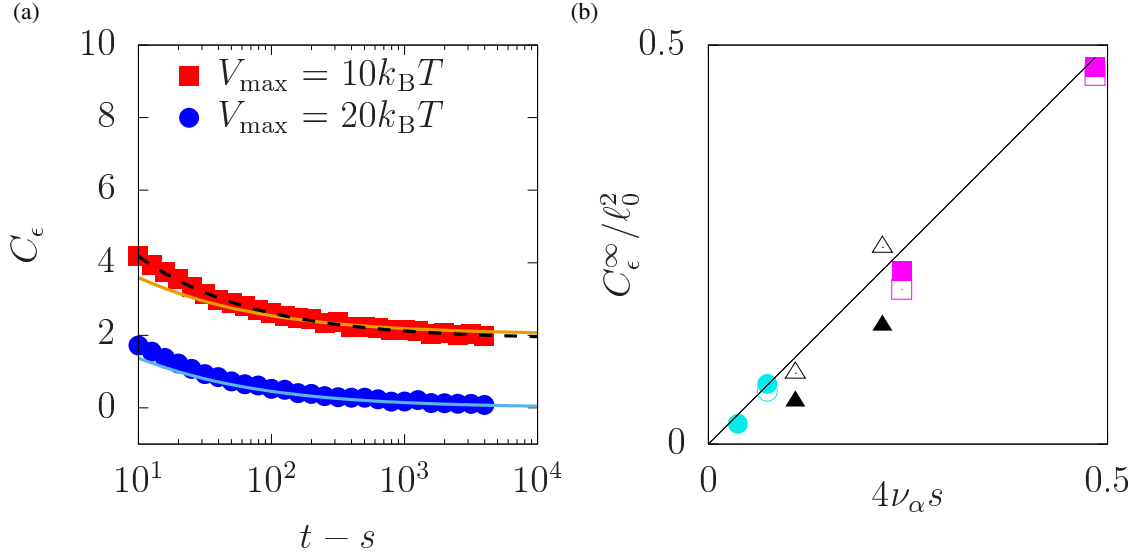 (a)
10
8
6
4
2
0
C_ϵ
V_max = 10k_BT
V_max = 20k_BT
10^1
10^2
10^3
10^4
t − s
(b)
0.5
0
C_ϵ^∞/ℓ_0^2
0
0.5
4ν_αs